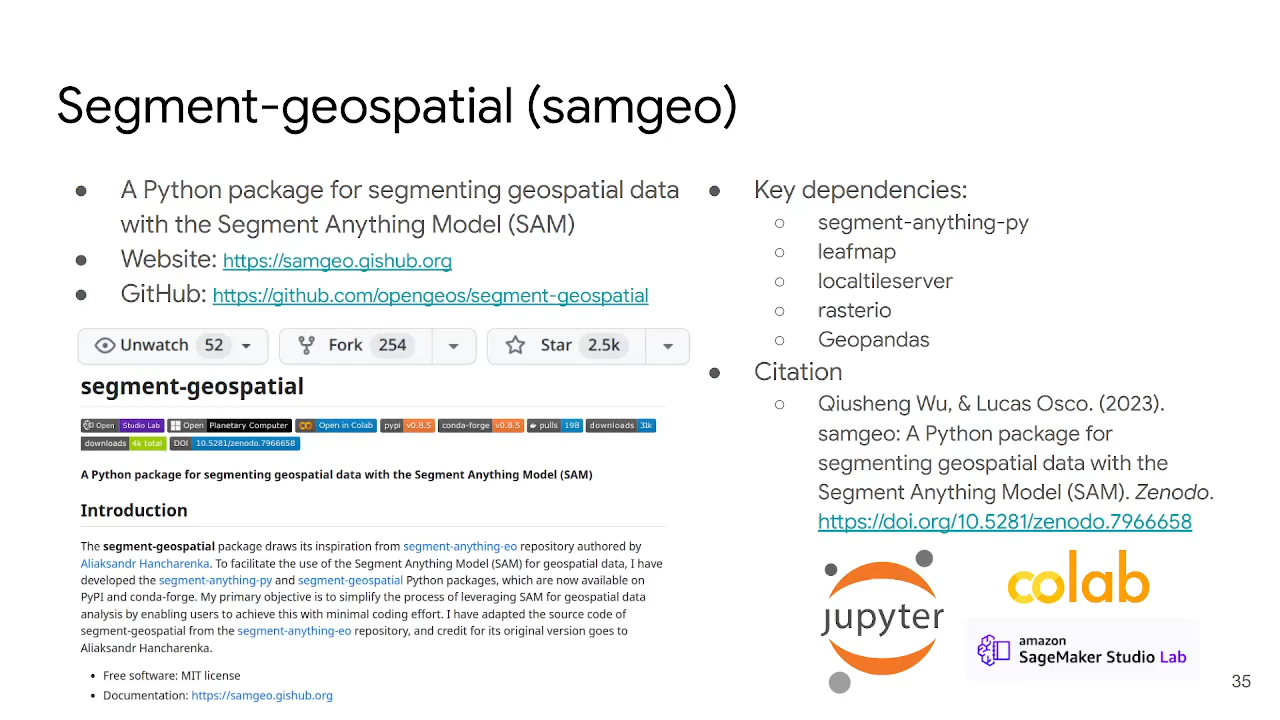 Segment-geospatial (samgeo)
● A Python package for segmenting geospatial data
with the Segment Anything Model (SAM)
● Website: https://samgeo.gishub.org
● GitHub: https://github.com/opengeos/segment-geospatial
Unwatch 52 Fork 254 Star 2.5k
segment-geospatial
Open Studio Lab Open Planetary Computer Open in Colab pypi v0.8.5 conda-forge v0.8.5 pulls 198 downloads 31k
downloads 4k total DOI 10.5281/zenodo.7966658
A Python package for segmenting geospatial data with the Segment Anything Model (SAM)
Introduction
The segment-geospatial package draws its inspiration from segment-anything-eo repository authored by
Aliaksandr Hancharenka. To facilitate the use of the Segment Anything Model (SAM) for geospatial data, I have
developed the segment-anything-py and segment-geospatial Python packages, which are now available on
PyPI and conda-forge. My primary objective is to simplify the process of leveraging SAM for geospatial data
analysis by enabling users to achieve this with minimal coding effort. I have adapted the source code of
segment-geospatial from the segment-anything-eo repository, and credit for its original version goes to
Aliaksandr Hancharenka.
• Free software: MIT license
• Documentation: https://samgeo.gishub.org
● Key dependencies:
○ segment-anything-py
○ leafmap
○ localtileserver
○ rasterio
○ Geopandas
● Citation
○ Qiusheng Wu, & Lucas Osco. (2023).
samgeo: A Python package for
segmenting geospatial data with the
Segment Anything Model (SAM). Zenodo.
https://doi.org/10.5281/zenodo.7966658
jupyter
colab
amazon
SageMaker Studio Lab
35